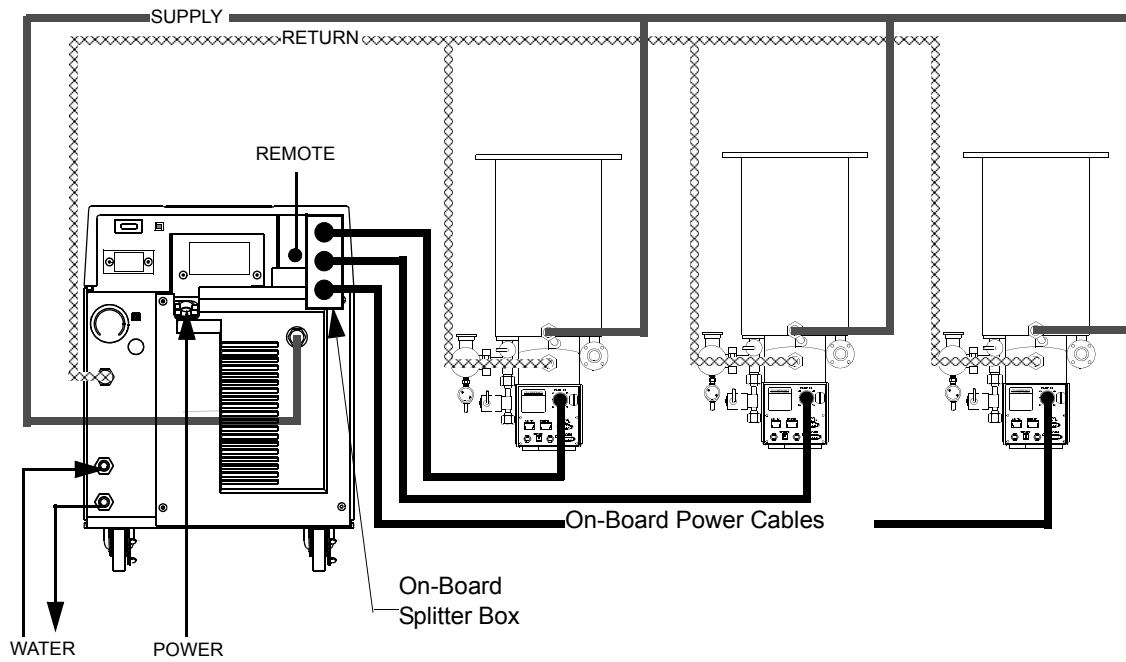 SUPPLY
RETURN
REMOTE
On-Board Power Cables
On-Board
Splitter Box
WATER
POWER